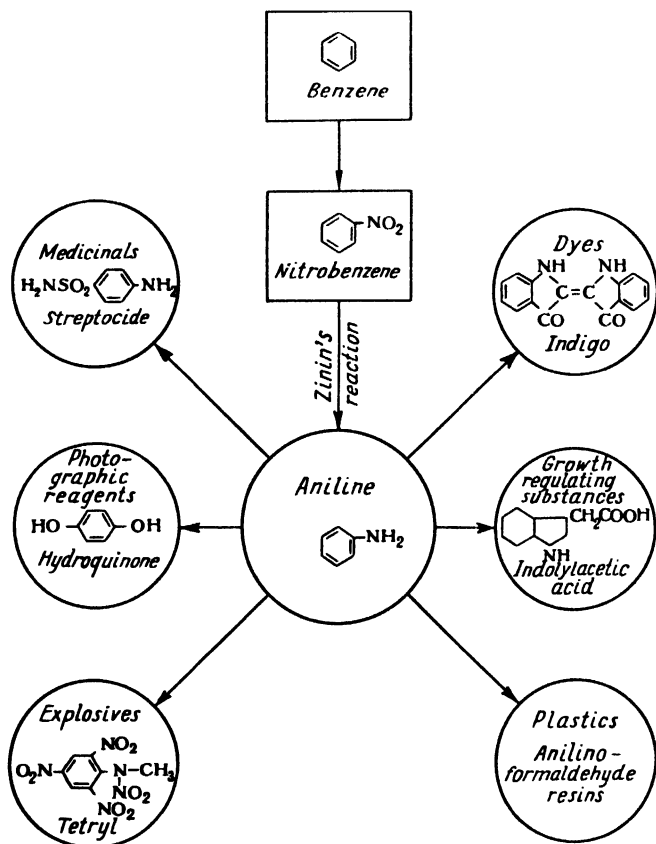 Benzene
NO₂
Nitrobenzene
Zinin's
reaction
Medicinals
H₂NSO₂ NH₂
Streptocide
Dyes
NH NH
C=C
CO CO
Indigo
Photo-
graphic
reagents
HO OH
Hydroquinone
Aniline
NH₂
Growth
regulating
substances
CH₂COOH
NH
Indolylacetic
acid
Explosives
NO₂
O₂N N–CH₃
NO₂
NO₂
Tetryl
Plastics
Anilino-
formaldehyde
resins